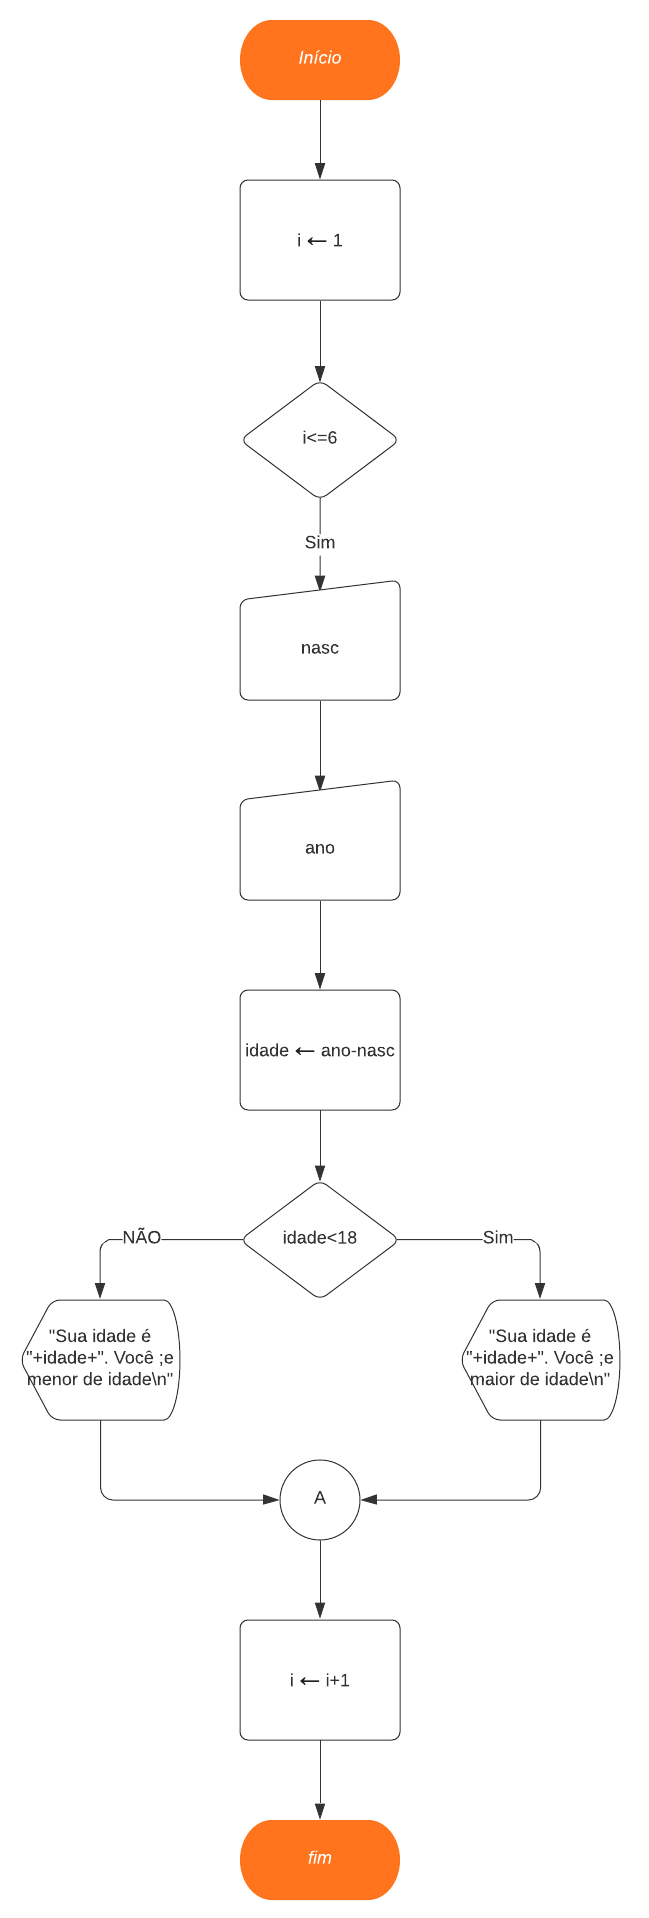 Início
i ← 1
i<=6
Sim
nasc
ano
idade ← ano-nasc
idade<18
NÃO
Sim
"Sua idade é
"+idade+". Você ;e
menor de idade\n"
"Sua idade é
"+idade+". Você ;e
maior de idade\n"
A
i ← i+1
fim